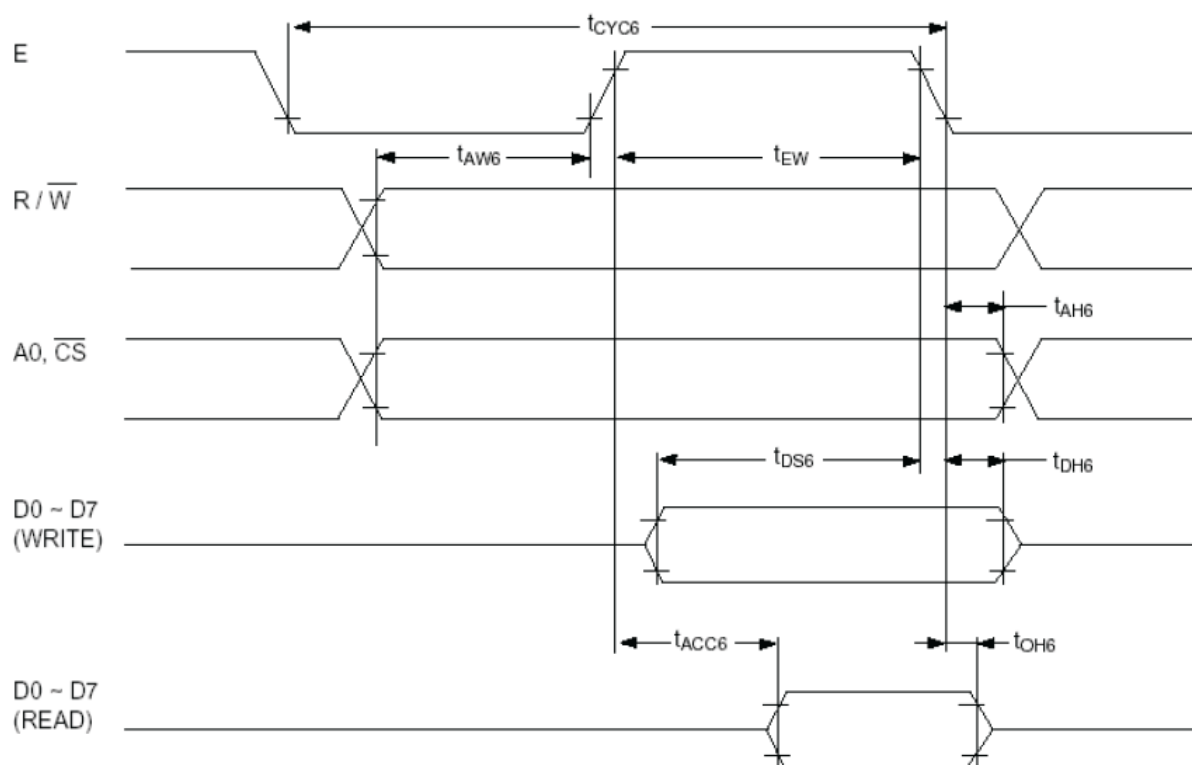 tCYC6
E
tAW6
tEW
R / W
tAH6
A0, CS
tDS6
tDH6
D0 ~ D7
(WRITE)
tACC6
tOH6
D0 ~ D7
(READ)